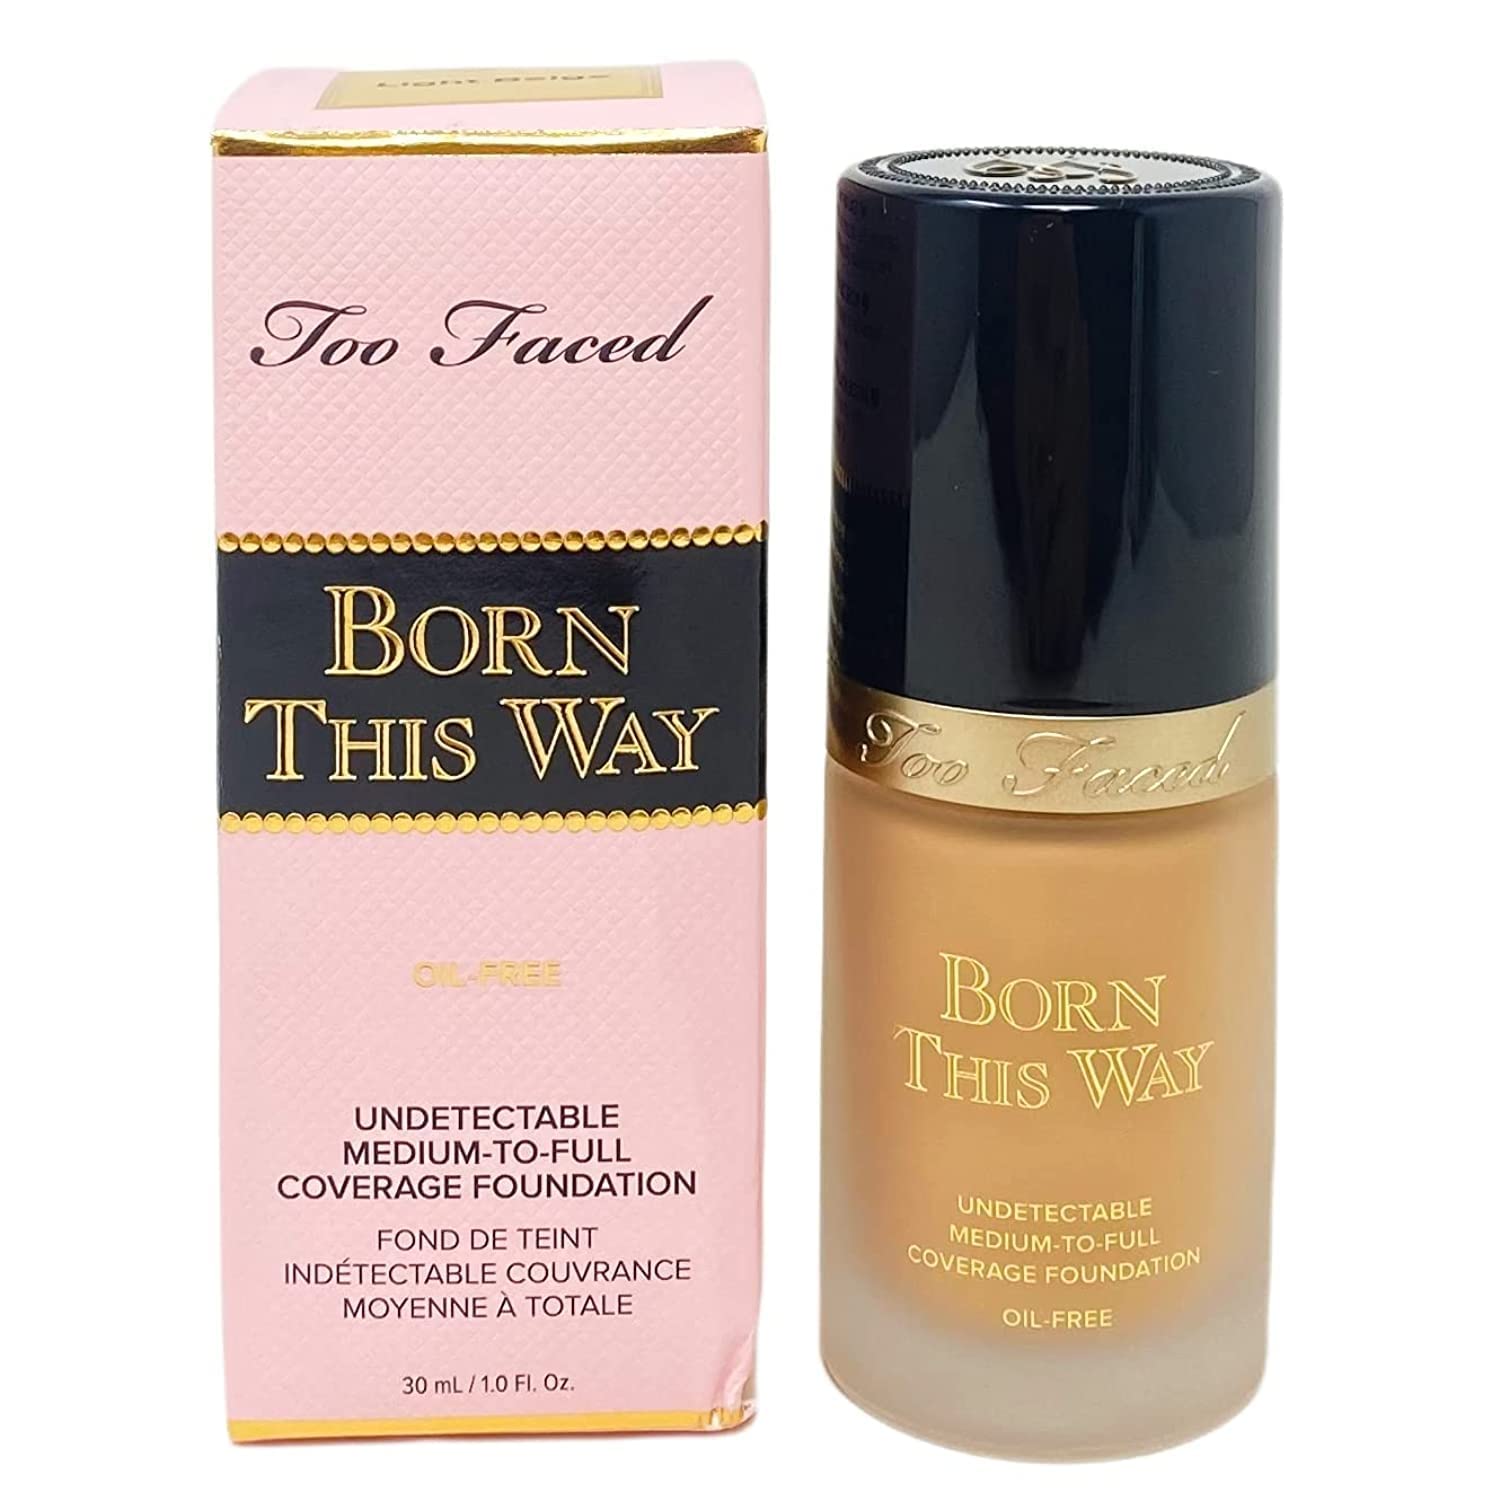 Light Beige
Too Faced
BORN
THIS WAY
OIL-FREE
UNDETECTABLE
MEDIUM-TO-FULL
COVERAGE FOUNDATION
FOND DE TEINT
INDÉTECTABLE COUVRANCE
MOYENNE À TOTALE
30 mL / 1.0 Fl. Oz.
Too Faced
BORN
THIS WAY
UNDETECTABLE
MEDIUM-TO-FULL
COVERAGE FOUNDATION
OIL-FREE